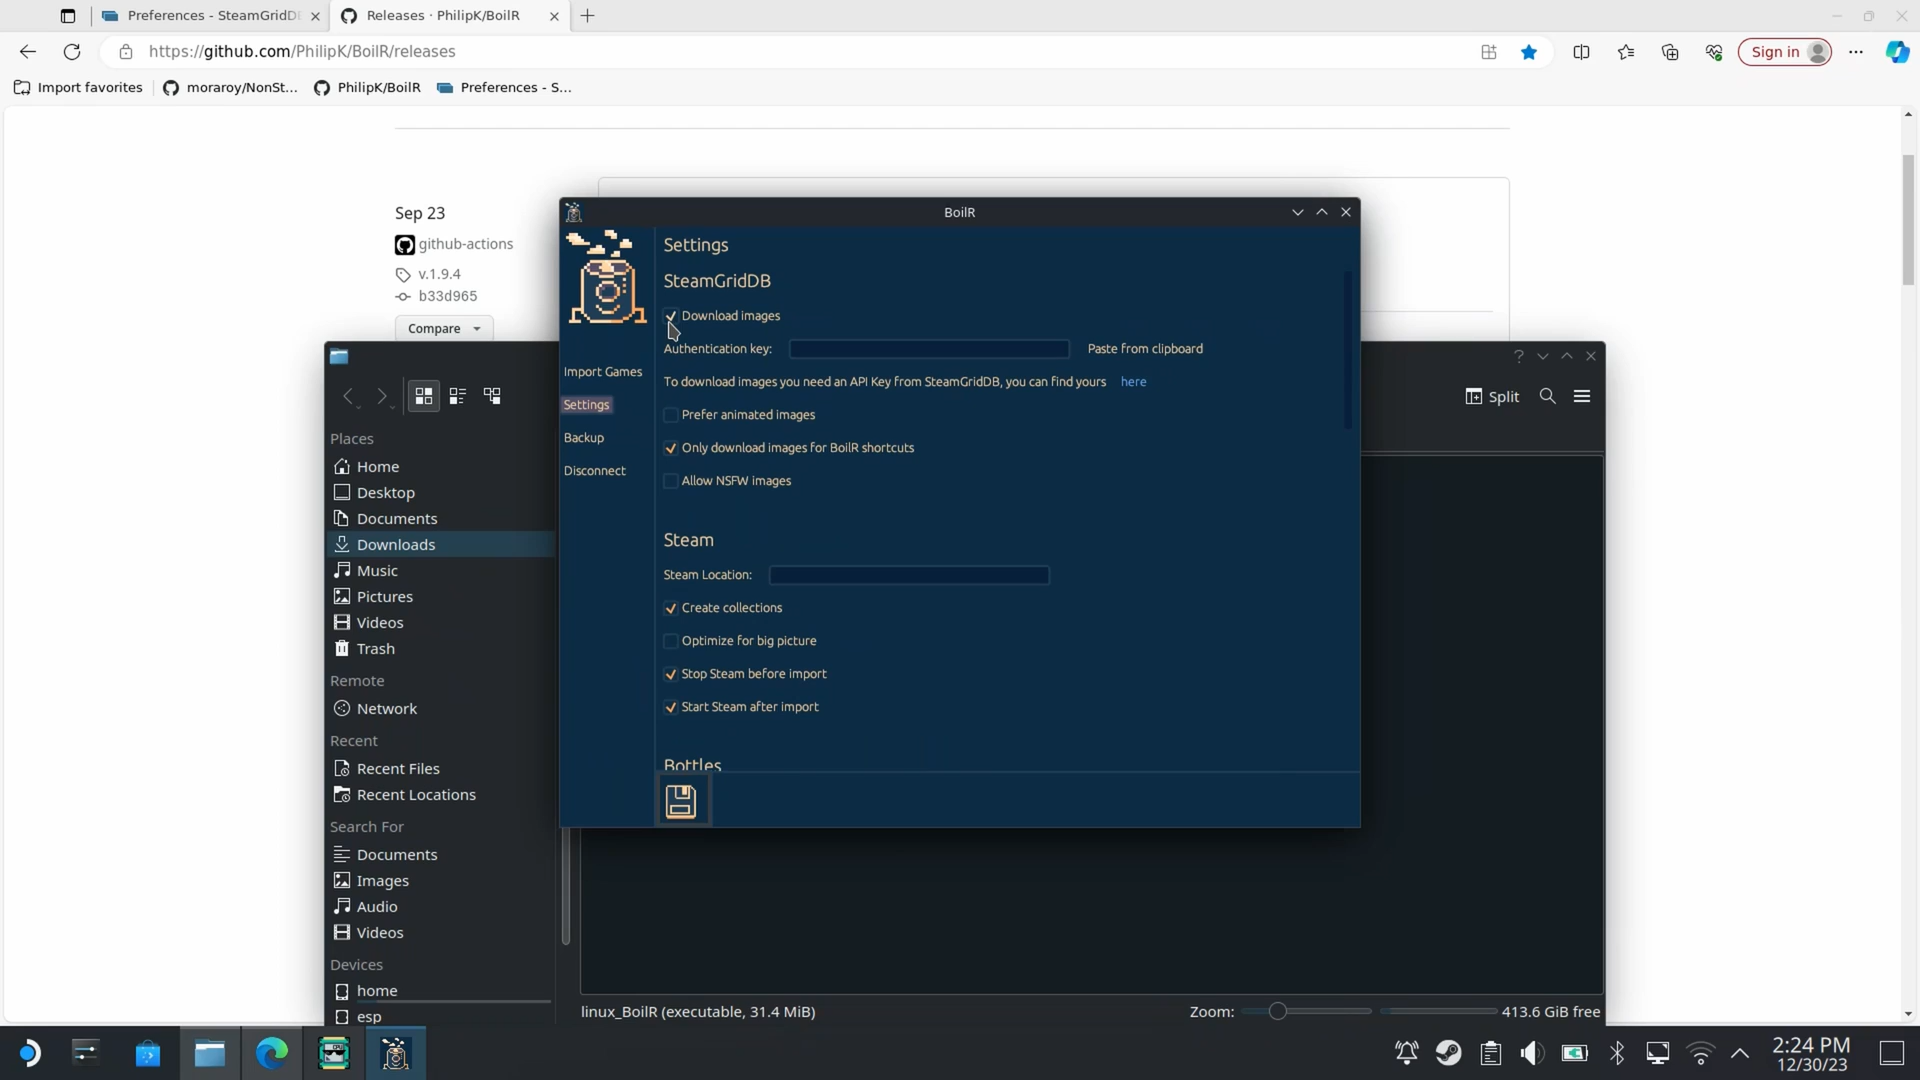 Preferences - SteamGridD
Releases · PhilipK/BoilR
https://github.com/PhilipK/BoilR/releases
Sign in
Import favorites
moraroy/NonSt...
PhilipK/BoilR
Preferences - S...
Sep 23
github-actions
v.1.9.4
b33d965
Compare
BoilR
Settings
SteamGridDB
Download images
Authentication key:
Paste from clipboard
To download images you need an API Key from SteamGridDB, you can find yours here
Prefer animated images
Only download images for BoilR shortcuts
Allow NSFW images
Steam
Steam Location:
Create collections
Optimize for big picture
Stop Steam before import
Start Steam after import
Bottles
Import Games
Settings
Backup
Disconnect
Split
Places
Home
Desktop
Documents
Downloads
Music
Pictures
Videos
Trash
Remote
Network
Recent
Recent Files
Recent Locations
Search For
Documents
Images
Audio
Videos
Devices
home
esp
linux_BoilR (executable, 31.4 MiB)
Zoom:
413.6 GiB free
2:24 PM
12/30/23